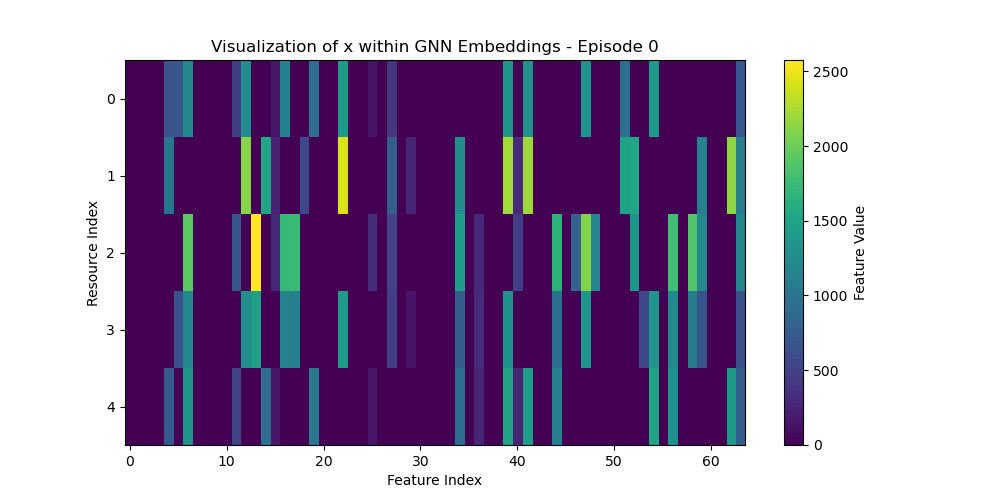 Visualization of x within GNN Embeddings - Episode 0
Resource Index
0
1
2
3
4
0 10 20 30 40 50 60
Feature Index
2500
2000
1500
1000
500
0
Feature Value